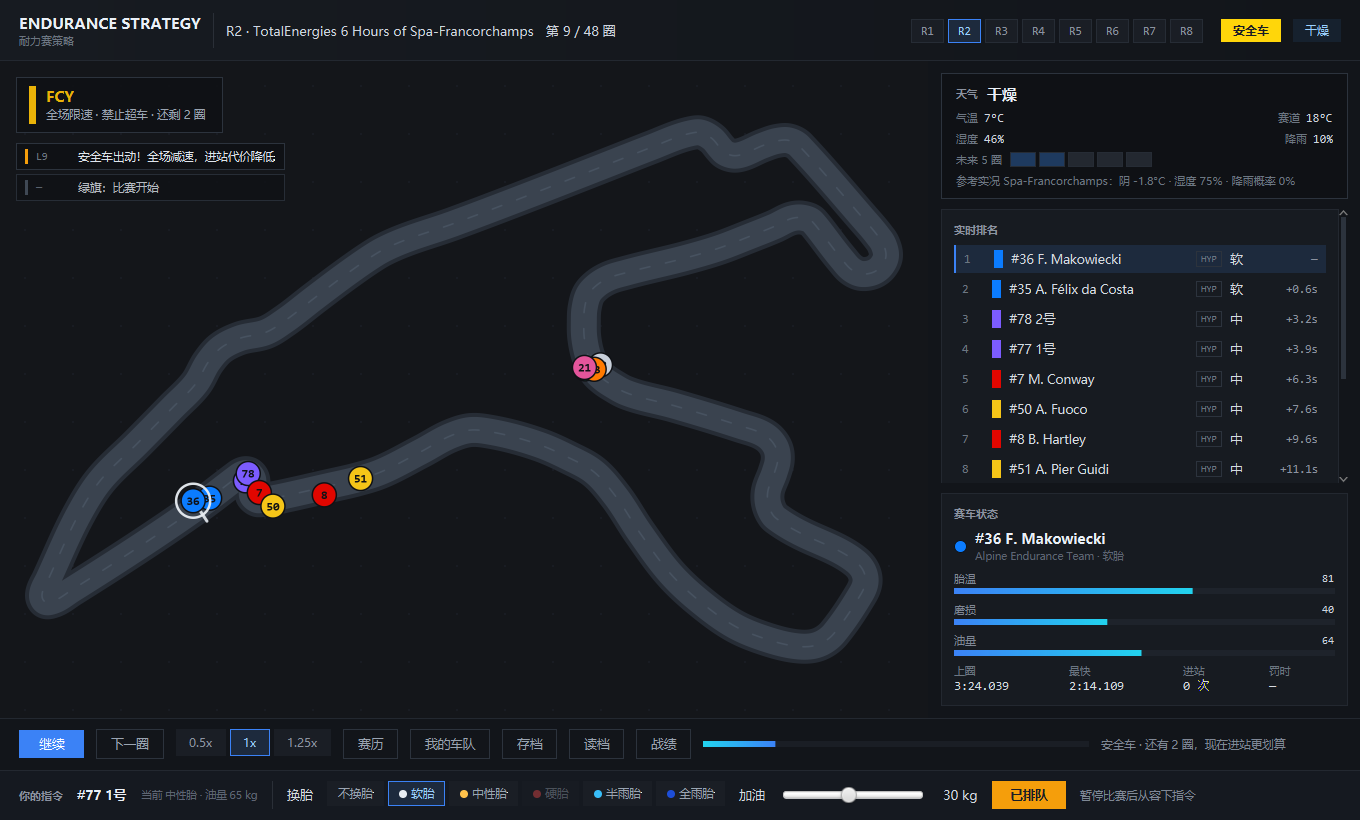 ENDURANCE STRATEGY
耐力赛策略
R2 · TotalEnergies 6 Hours of Spa-Francorchamps 第 9 / 48 圈
R1 R2 R3 R4 R5 R6 R7 R8 安全车 干燥
FCY
全场限速 · 禁止超车 · 还剩 2 圈
L9 安全车出动！全场减速，进站代价降低
– 绿旗：比赛开始
21
78
7
50
8
51
36
天气 干燥
气温 7°C 赛道 18°C
湿度 46% 降雨 10%
未来 5 圈
参考实况 Spa-Francorchamps：阴 -1.8°C · 湿度 75% · 降雨概率 0%
实时排名
1 #36 F. Makowiecki HYP 软 –
2 #35 A. Félix da Costa HYP 软 +0.6s
3 #78 2号 HYP 中 +3.2s
4 #77 1号 HYP 中 +3.9s
5 #7 M. Conway HYP 中 +6.3s
6 #50 A. Fuoco HYP 中 +7.6s
7 #8 B. Hartley HYP 中 +9.6s
8 #51 A. Pier Guidi HYP 中 +11.1s
赛车状态
#36 F. Makowiecki
Alpine Endurance Team · 软胎
胎温 81
磨损 40
油量 64
上圈 最快 进站 罚时
3:24.039 2:14.109 0 次 –
继续 下一圈 0.5x 1x 1.25x 赛历 我的车队 存档 读档 战绩 安全车 · 还有 2 圈，现在进站更划算
你的指令 #77 1号 当前 中性胎 · 油量 65 kg 换胎 不换胎 软胎 中性胎 硬胎 半雨胎 全雨胎 加油 30 kg 已排队 暂停比赛后从容下指令